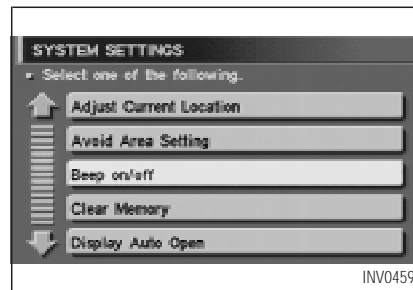 SYSTEM SETTINGS
Select one of the following.
Adjust Current Location
Avoid Area Setting
Beep on/off
Clear Memory
Display Auto Open
INV0459